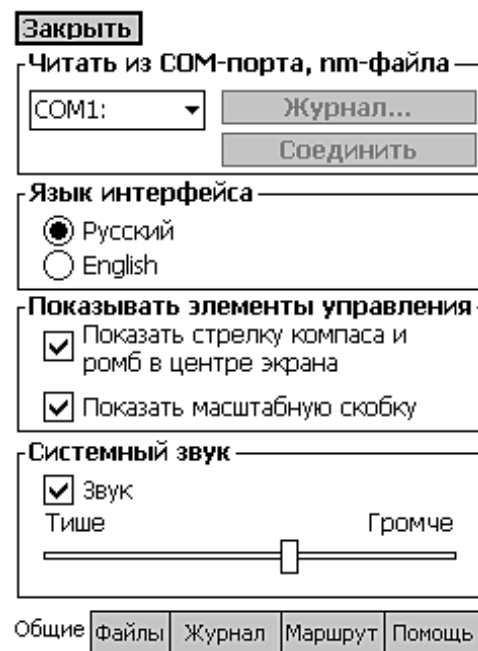 Закрыть
Читать из COM-порта, nm-файла
COM1:
Журнал...
Соединить
Язык интерфейса
Русский
English
Показывать элементы управления
Показать стрелку компаса и
ромб в центре экрана
Показать масштабную скобку
Системный звук
Звук
Тише Громче
Общие Файлы Журнал Маршрут Помощь